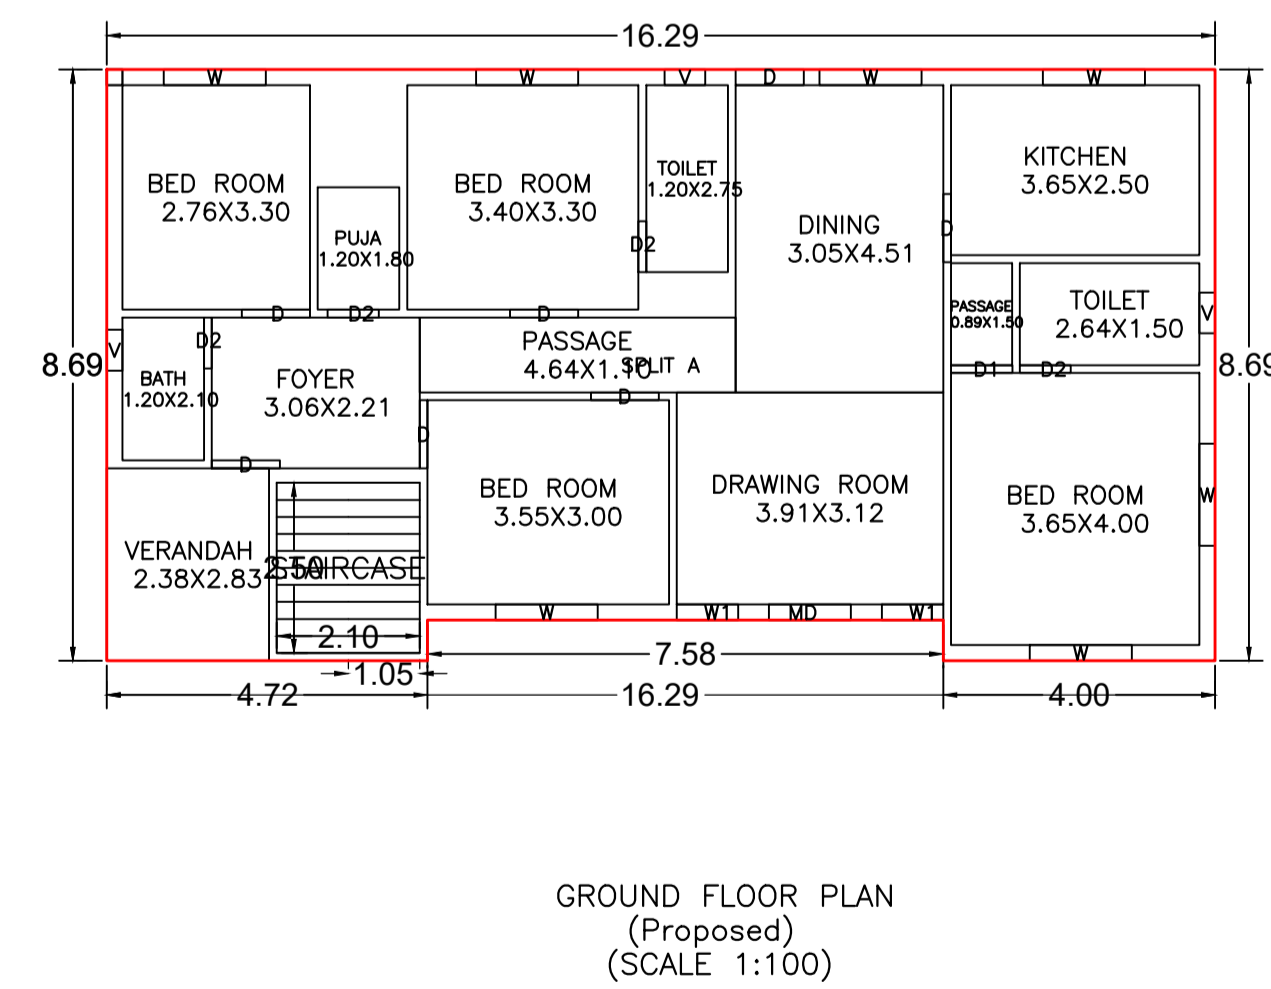 16.29
W
W
V
D
W
W
BED ROOM
2.76X3.30
PUJA
1.20X1.80
BED ROOM
3.40X3.30
TOILET
1.20X2.75
D2
DINING
3.05X4.51
D
KITCHEN
3.65X2.50
D
D2
D
PASSAGE
0.89X1.50
TOILET
2.64X1.50
V
V
D2
8.69
BATH
1.20X2.10
FOYER
3.06X2.21
PASSAGE
4.64X1.10
SPLIT A
D1
D2
8.69
D
D
D
BED ROOM
3.55X3.00
DRAWING ROOM
3.91X3.12
BED ROOM
3.65X4.00
W
VERANDAH
2.38X2.83
2.50
STAIRCASE
2.10
W
W1
MD
W1
W
7.58
1.05
4.72
16.29
4.00
GROUND FLOOR PLAN
(Proposed)
(SCALE 1:100)